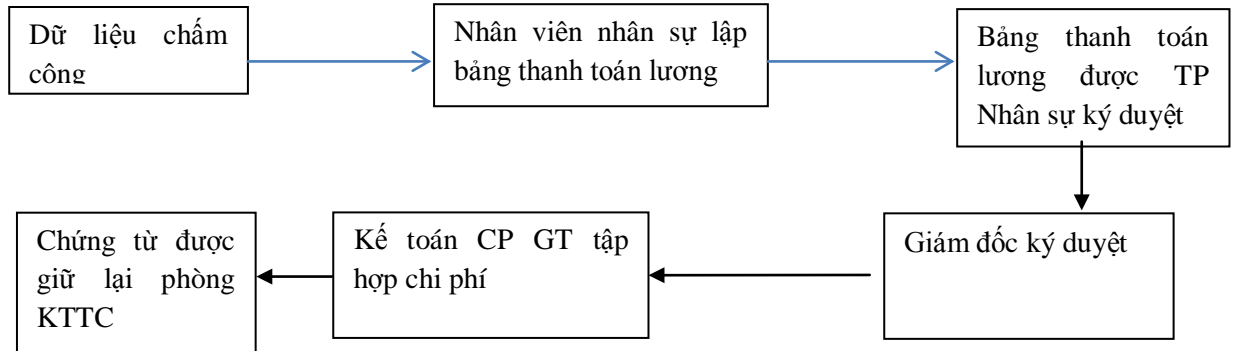 Dữ liệu chấm
công
Nhân viên nhân sự lập
bảng thanh toán lương
Bảng thanh toán
lương được TP
Nhân sự ký duyệt
Giám đốc ký duyệt
Kế toán CP GT tập
hợp chi phí
Chứng từ được
giữ lại phòng
KTTC